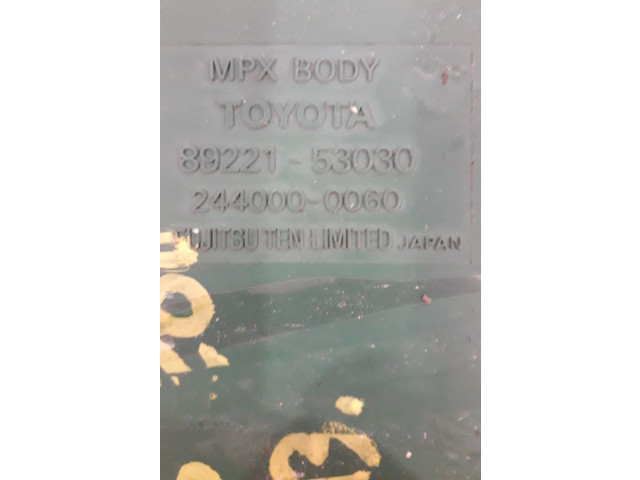 MPX BODY
TOYOTA
89221-53030
244000-0060
FUJITSU TEN LIMITED JAPAN